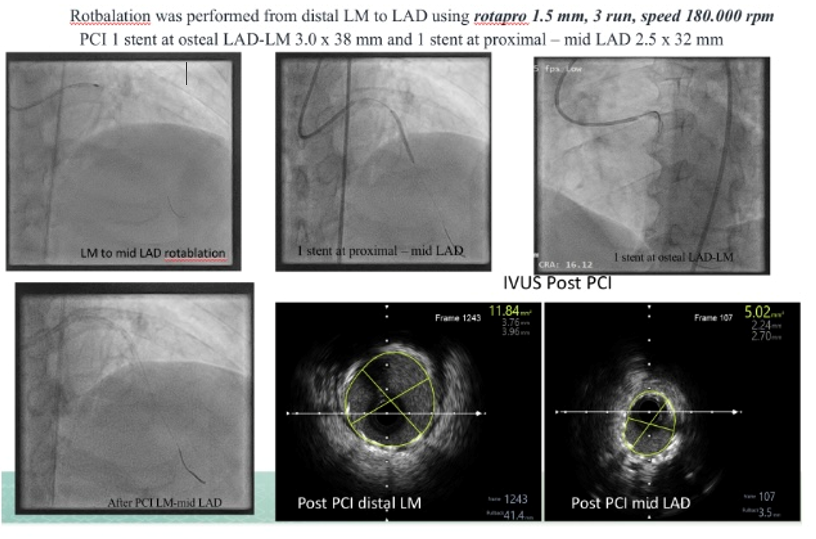 Rotbalation was performed from distal LM to LAD using rotapro 1.5 mm, 3 run, speed 180.000 rpm
PCI 1 stent at osteal LAD-LM 3.0 x 38 mm and 1 stent at proximal – mid LAD 2.5 x 32 mm
LM to mid LAD rotablation
1 stent at proximal – mid LAD
5 fps Low
CRA: 16.12
1 stent at osteal LAD-LM
IVUS Post PCI
After PCI LM-mid LAD
Frame 1243
11.84 mm²
3.76 mm
3.96 mm
Post PCI distal LM
Frame 1243
41.4
Frame 107
5.02 mm²
2.24 mm
2.70 mm
Post PCI mid LAD
107
3.5